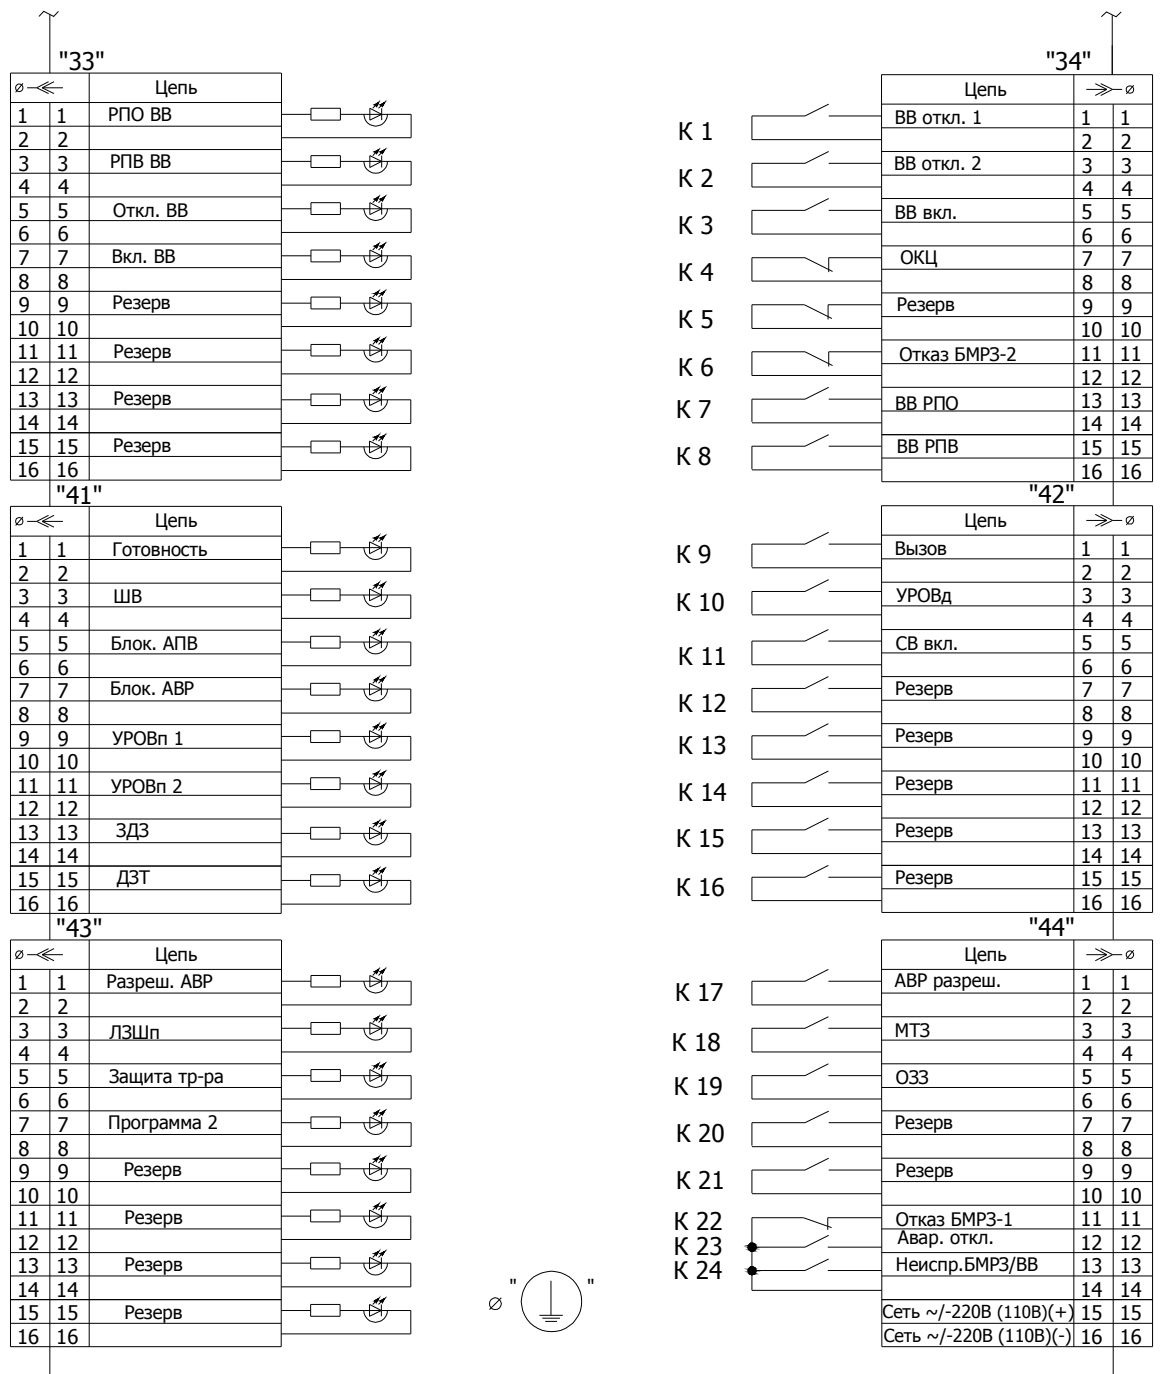 "33"
Цепь
1 1 РПО ВВ
2 2
3 3 РПВ ВВ
4 4
5 5 Откл. ВВ
6 6
7 7 Вкл. ВВ
8 8
9 9 Резерв
10 10
11 11 Резерв
12 12
13 13 Резерв
14 14
15 15 Резерв
16 16
"41"
Цепь
1 1 Готовность
2 2
3 3 ШВ
4 4
5 5 Блок. АПВ
6 6
7 7 Блок. АВР
8 8
9 9 УРОВп 1
10 10
11 11 УРОВп 2
12 12
13 13 ЗДЗ
14 14
15 15 ДЗТ
16 16
"43"
Цепь
1 1 Разреш. АВР
2 2
3 3 ЛЗШп
4 4
5 5 Защита тр-ра
6 6
7 7 Программа 2
8 8
9 9 Резерв
10 10
11 11 Резерв
12 12
13 13 Резерв
14 14
15 15 Резерв
16 16
" "
"34"
Цепь
К 1 ВВ откл. 1 1 1
2 2
К 2 ВВ откл. 2 3 3
4 4
К 3 ВВ вкл. 5 5
6 6
К 4 ОКЦ 7 7
8 8
К 5 Резерв 9 9
10 10
К 6 Отказ БМРЗ-2 11 11
12 12
К 7 ВВ РПО 13 13
14 14
К 8 ВВ РПВ 15 15
16 16
"42"
Цепь
К 9 Вызов 1 1
2 2
К 10 УРОВд 3 3
4 4
К 11 СВ вкл. 5 5
6 6
К 12 Резерв 7 7
8 8
К 13 Резерв 9 9
10 10
К 14 Резерв 11 11
12 12
К 15 Резерв 13 13
14 14
К 16 Резерв 15 15
16 16
"44"
Цепь
К 17 АВР разреш. 1 1
2 2
К 18 МТЗ 3 3
4 4
К 19 ОЗЗ 5 5
6 6
К 20 Резерв 7 7
8 8
К 21 Резерв 9 9
10 10
К 22 Отказ БМРЗ-1 11 11
К 23 Авар. откл. 12 12
К 24 Неиспр.БМРЗ/ВВ 13 13
14 14
Сеть ~/-220В (110В)(+) 15 15
Сеть ~/-220В (110В)(-) 16 16